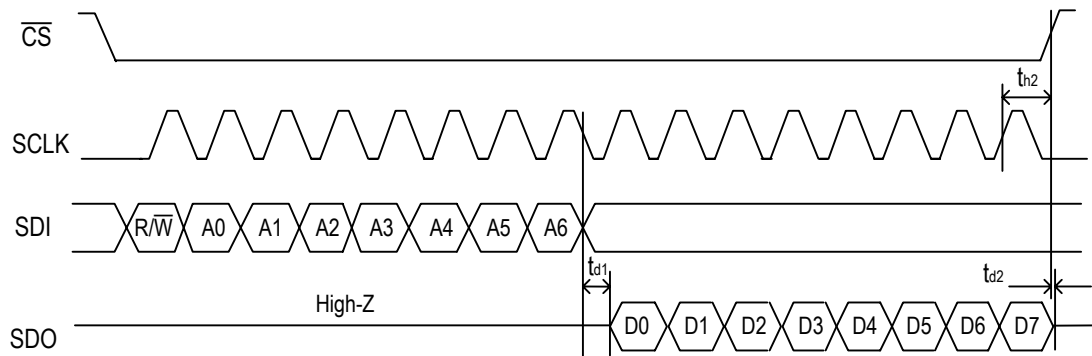 C̅S̅
th2
SCLK
SDI R/W̅ A0 A1 A2 A3 A4 A5 A6
td1 td2
High-Z
SDO D0 D1 D2 D3 D4 D5 D6 D7